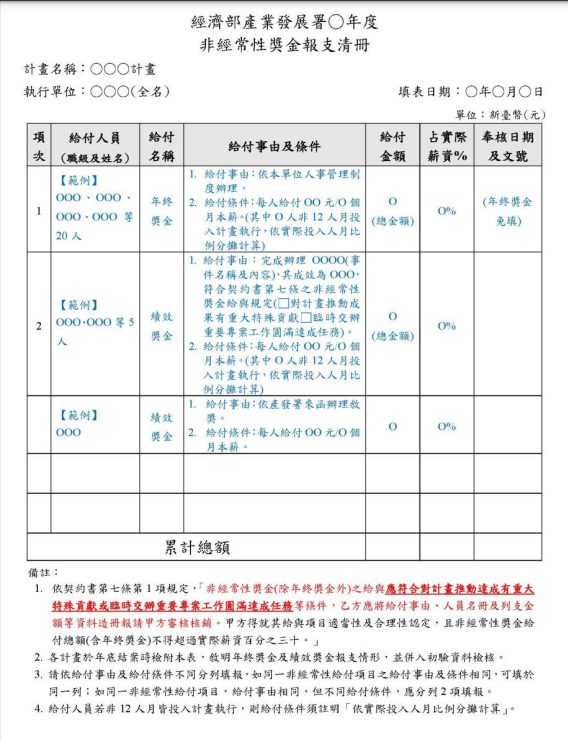 經濟部產業發展署○年度
非經常性獎金報支清冊
計畫名稱：○○○計畫
執行單位：○○○(全名)
填表日期：○年○月○日
單位：新臺幣(元)
項次 給付人員(職級及姓名) 給付名稱 給付事由及條件 給付金額 占實際薪資% 奉核日期及文號
1
【範例】
OOO、OOO、
OOO、OOO 等
20 人
年終
獎金
1. 給付事由：依本單位人事管理制
度辦理。
2. 給付條件：每人給付 OO 元/O 個
月本薪。(其中 O 人非 12 人月投
入計畫執行，依實際投入人月比
例分攤計算)
O
(總金額)
O%
(年終獎金
免填)
2
【範例】
OOO、OOO 等 5
人
績效
獎金
1. 給付事由：完成辦理 OOOO(事
件名稱及內容)，其成效為 OOO，
符合契約書第七條之非經常性
獎金給與規定(□對計畫推動成
果有重大特殊貢獻□臨時交辦
重要專案工作圓滿達成任務)。
2. 給付條件：每人給付 OO 元/O 個
月本薪。(其中 O 人非 12 人月投
入計畫執行，依實際投入人月比
例分攤計算)
O
(總金額)
O%
【範例】
OOO
績效
獎金
1. 給付事由：依產發署來函辦理敘
獎。
2. 給付條件：每人給付 OO 元/O 個
月本薪。
O
O%
累計總額
備註：
1. 依契約書第七條第 1 項規定，「非經常性獎金(除年終獎金外)之給與應符合對計畫推動達成有重大
特殊貢獻或臨時交辦重要專案工作圓滿達成任務等條件，乙方應將給付事由、人員名冊及列支金
額等資料造冊報請甲方審核核銷。甲方得就其給與項目適當性及合理性認定，且非經常性獎金給
付總額(含年終獎金)不得超過實際薪資百分之三十。」
2. 各計畫於年底結案時檢附本表，敘明年終獎金及績效獎金報支情形，並併入初驗資料檢核。
3. 請依給付事由及給付條件不同分列填報，如同一非經常性給付項目之給付事由及條件相同，可填於
同一列；如同一非經常性給付項目，給付事由相同，但不同給付條件，應分列 2 項填報。
4. 給付人員若非 12 人月皆投入計畫執行，則給付條件須註明「依實際投入人月比例分攤計算」。